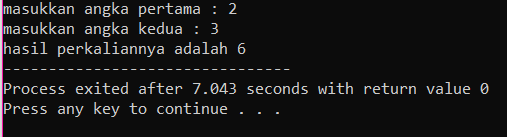 masukkan angka pertama : 2
masukkan angka kedua : 3
hasil perkaliannya adalah 6
--------------------------------
Process exited after 7.043 seconds with return value 0
Press any key to continue . . .